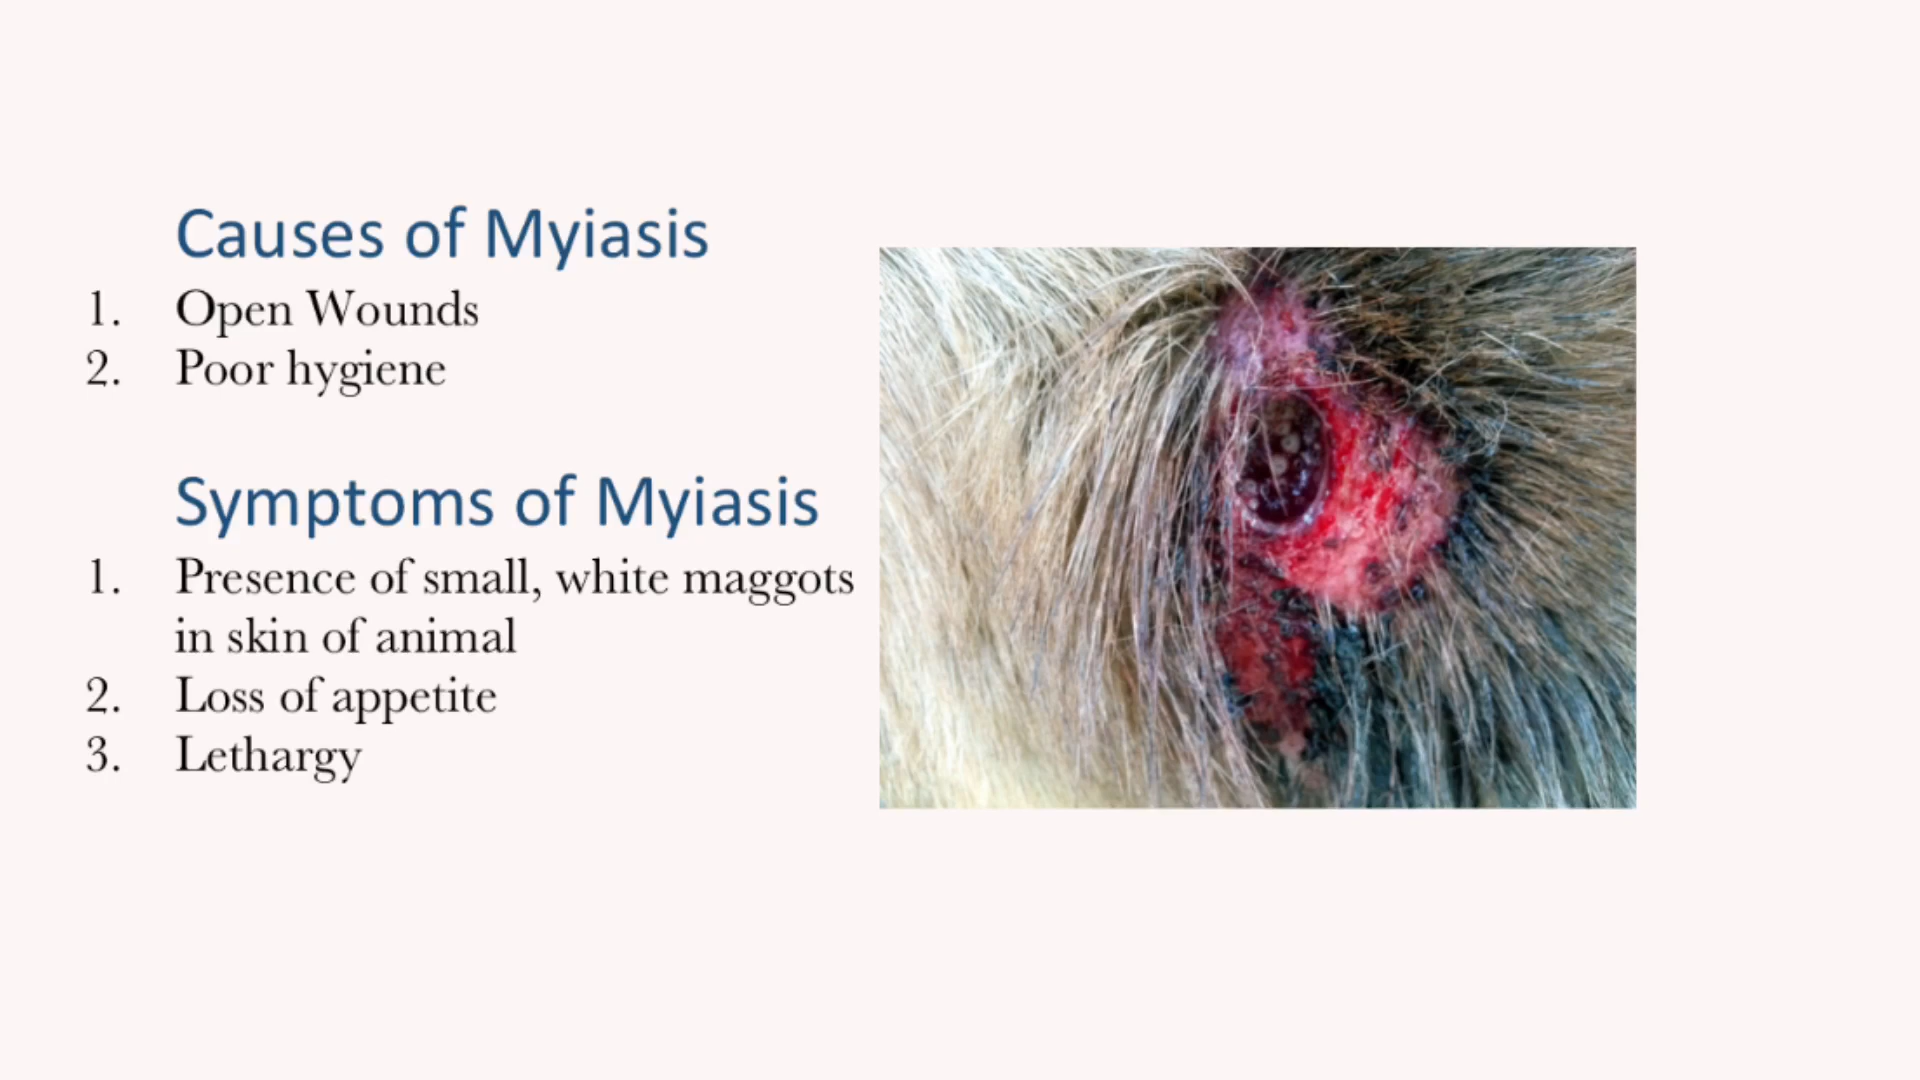 Causes of Myiasis
1. Open Wounds
2. Poor hygiene
Symptoms of Myiasis
1. Presence of small, white maggots
in skin of animal
2. Loss of appetite
3. Lethargy